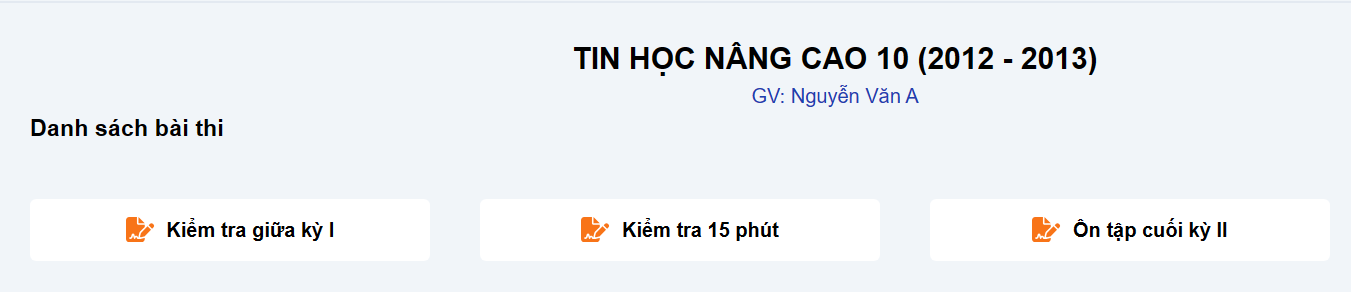 TIN HỌC NÂNG CAO 10 (2012 - 2013)
GV: Nguyễn Văn A
Danh sách bài thi
Kiểm tra giữa kỳ I
Kiểm tra 15 phút
Ôn tập cuối kỳ II